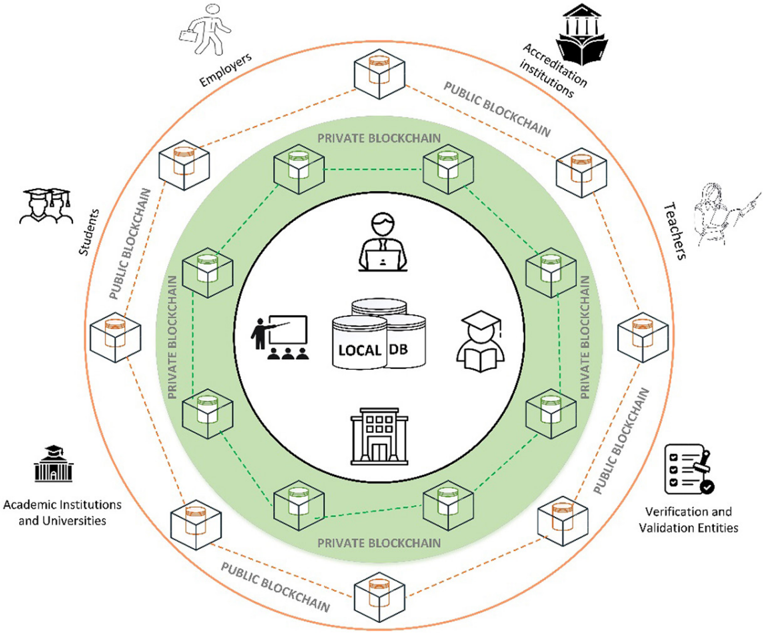 Employers
Accreditation
institutions
PUBLIC BLOCKCHAIN
PRIVATE BLOCKCHAIN
Students
Teachers
PUBLIC BLOCKCHAIN
PRIVATE BLOCKCHAIN
LOCAL DB
PRIVATE BLOCKCHAIN
PUBLIC BLOCKCHAIN
Academic Institutions
and Universities
Verification and
Validation Entities
PRIVATE BLOCKCHAIN
PUBLIC BLOCKCHAIN